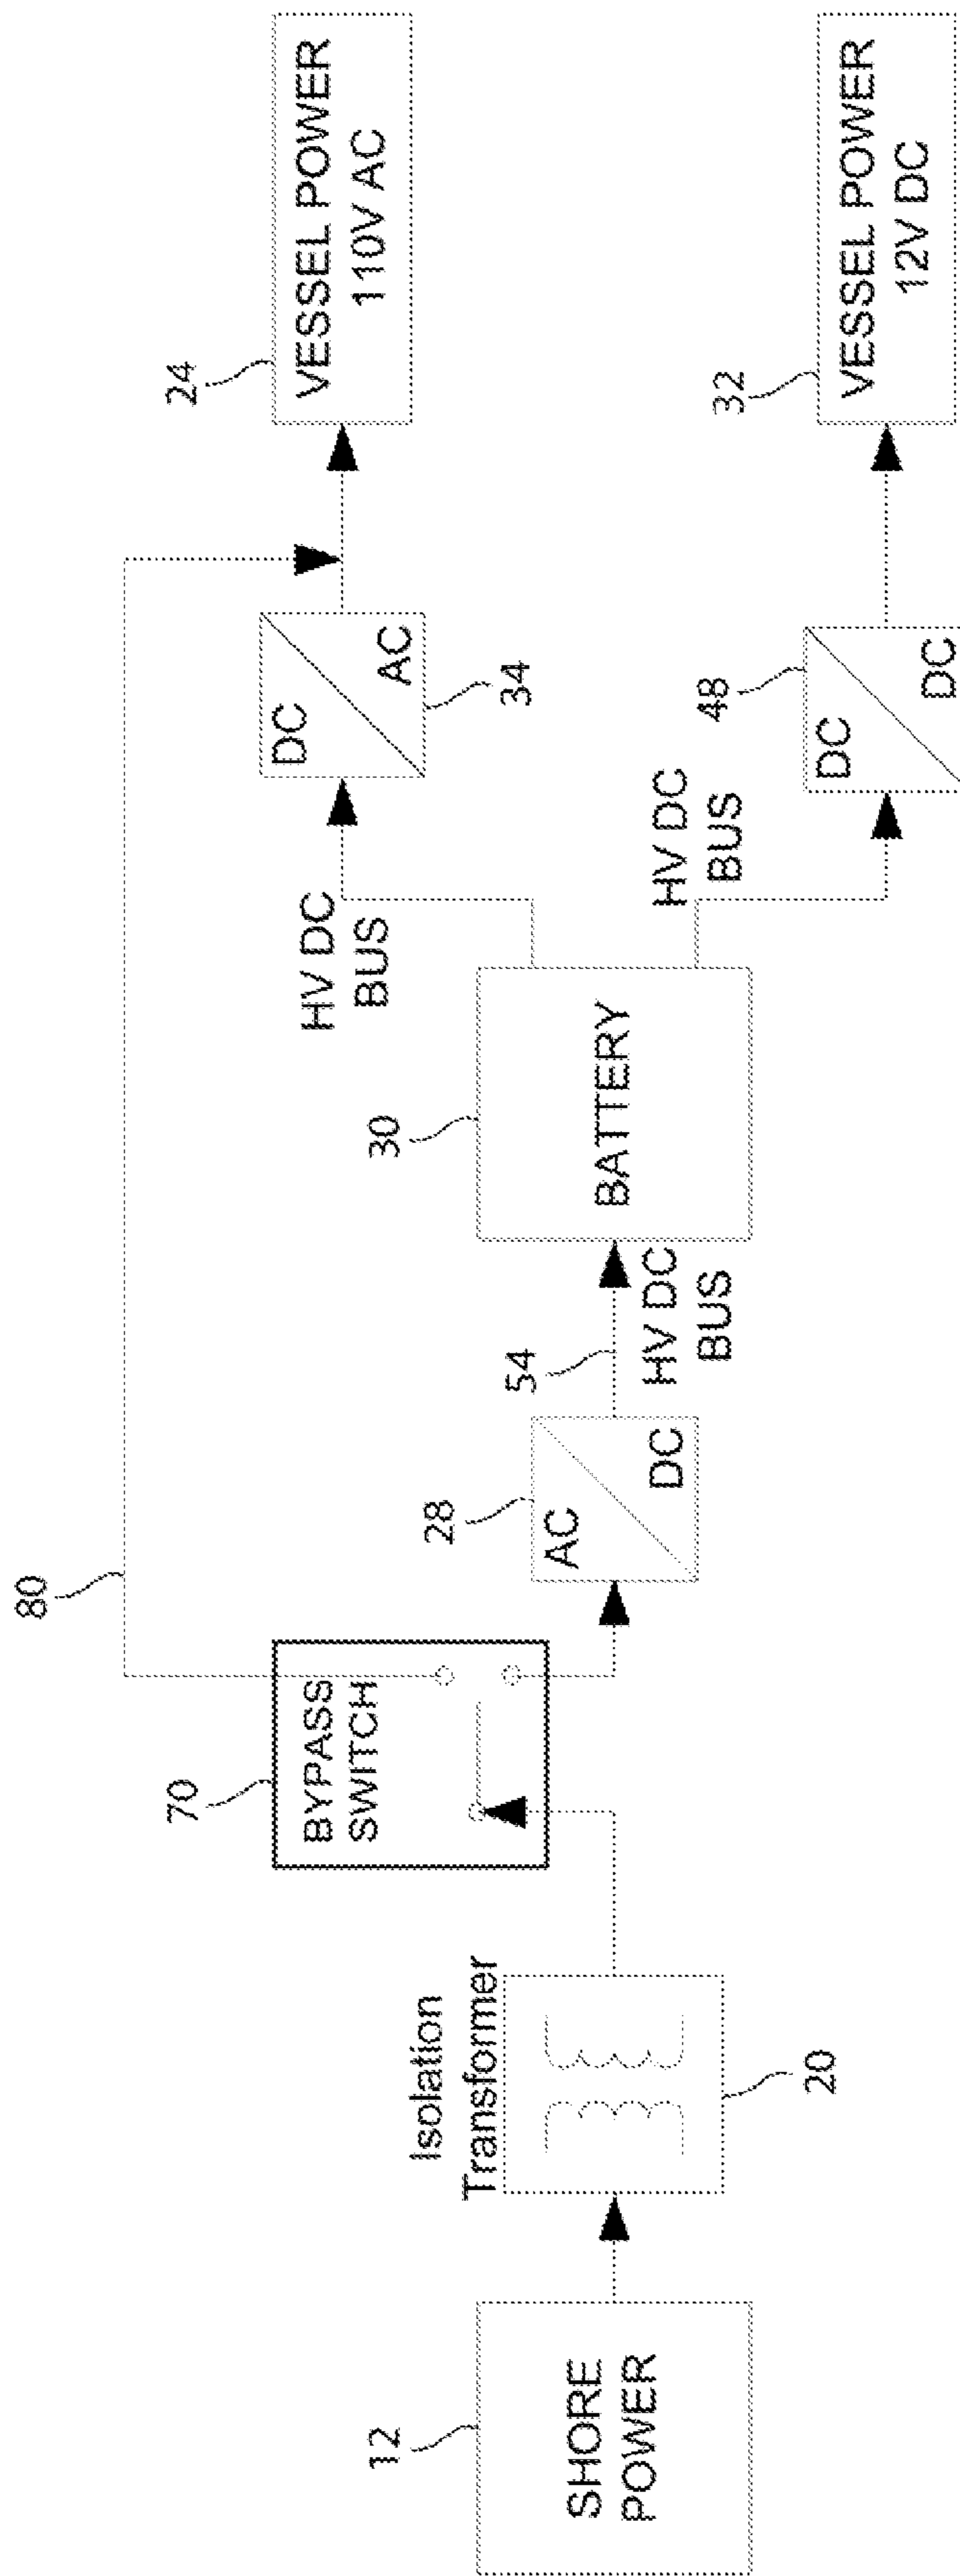 12
SHORE
POWER
Isolation
Transformer
20
70
BYPASS
SWITCH
80
28
AC
DC
54
HV DC
BUS
30
BATTERY
HV DC
BUS
HV DC
BUS
DC
AC
34
48
DC
DC
24
VESSEL POWER
110V AC
32
VESSEL POWER
12V DC